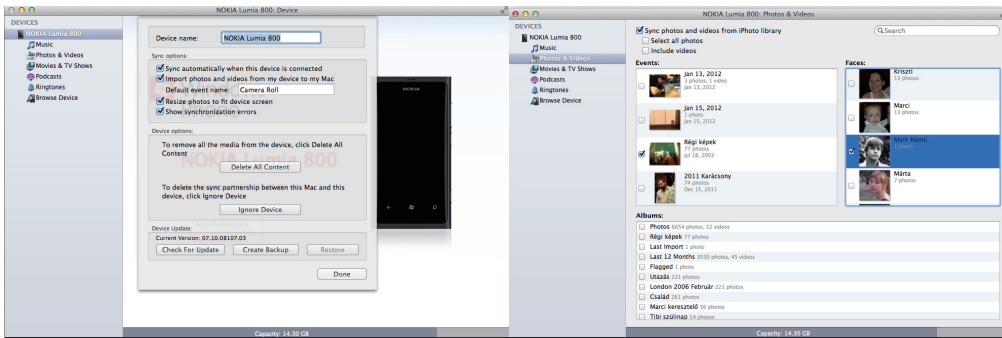 NOKIA Lumia 800: Device
DEVICES
NOKIA Lumia 800
Music
Photos & Videos
Movies & TV Shows
Podcasts
Ringtones
Browse Device
Device name: NOKIA Lumia 800
Sync options:
Sync automatically when this device is connected
Import photos and videos from my device to my Mac
Default event name: Camera Roll
Resize photos to fit device screen
Show synchronization errors
Device options:
To remove all the media from the device, click Delete All
Content
NOKIA Lumia 800
Delete All Content
To delete the sync partnership between this Mac and this
device, click Ignore Device
Ignore Device
Device Update:
Current Version: 07.10.08107.03
Check For Update Create Backup Restore
Done
NOKIA
Capacity: 14.30 GB
NOKIA Lumia 800: Photos & Videos
DEVICES
NOKIA Lumia 800
Music
Photos & Videos
Movies & TV Shows
Podcasts
Ringtones
Browse Device
Sync photos and videos from iPhoto library
Search
Select all photos
Include videos
Events:
Jan 13, 2012
3 photos, 1 video
Jan 13, 2012
Jan 15, 2012
1 photo
Jan 15, 2012
Régi képek
77 photos
Jul 18, 2003
2011 Karácsony
74 photos
Dec 15, 2011
Faces:
Kriszti
13 photos
Marci
13 photos
Mark Hamil
1 photo
Márta
2 photos
Albums:
Photos 6654 photos, 52 videos
Régi képek 77 photos
Last Import 1 photo
Last 12 Months 3030 photos, 45 videos
Flagged 1 photo
Utazás 221 photos
London 2006 Február 221 photos
Család 261 photos
Marci keresztelő 56 photos
Tibi szülinap 54 photos
Capacity: 14.30 GB